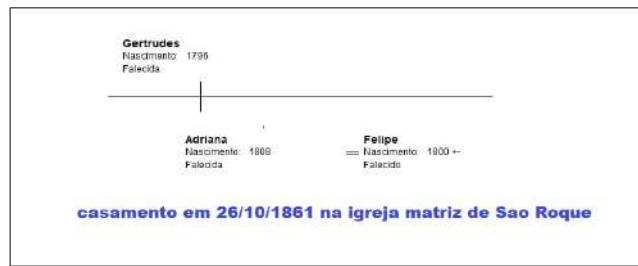 Gertrudes
Nascimento: 1796
Falecida
Adriana
Nascimento: 1808
Falecida
Felipe
Nascimento: 1800 ←
Falecido
casamento em 26/10/1861 na igreja matriz de Sao Roque